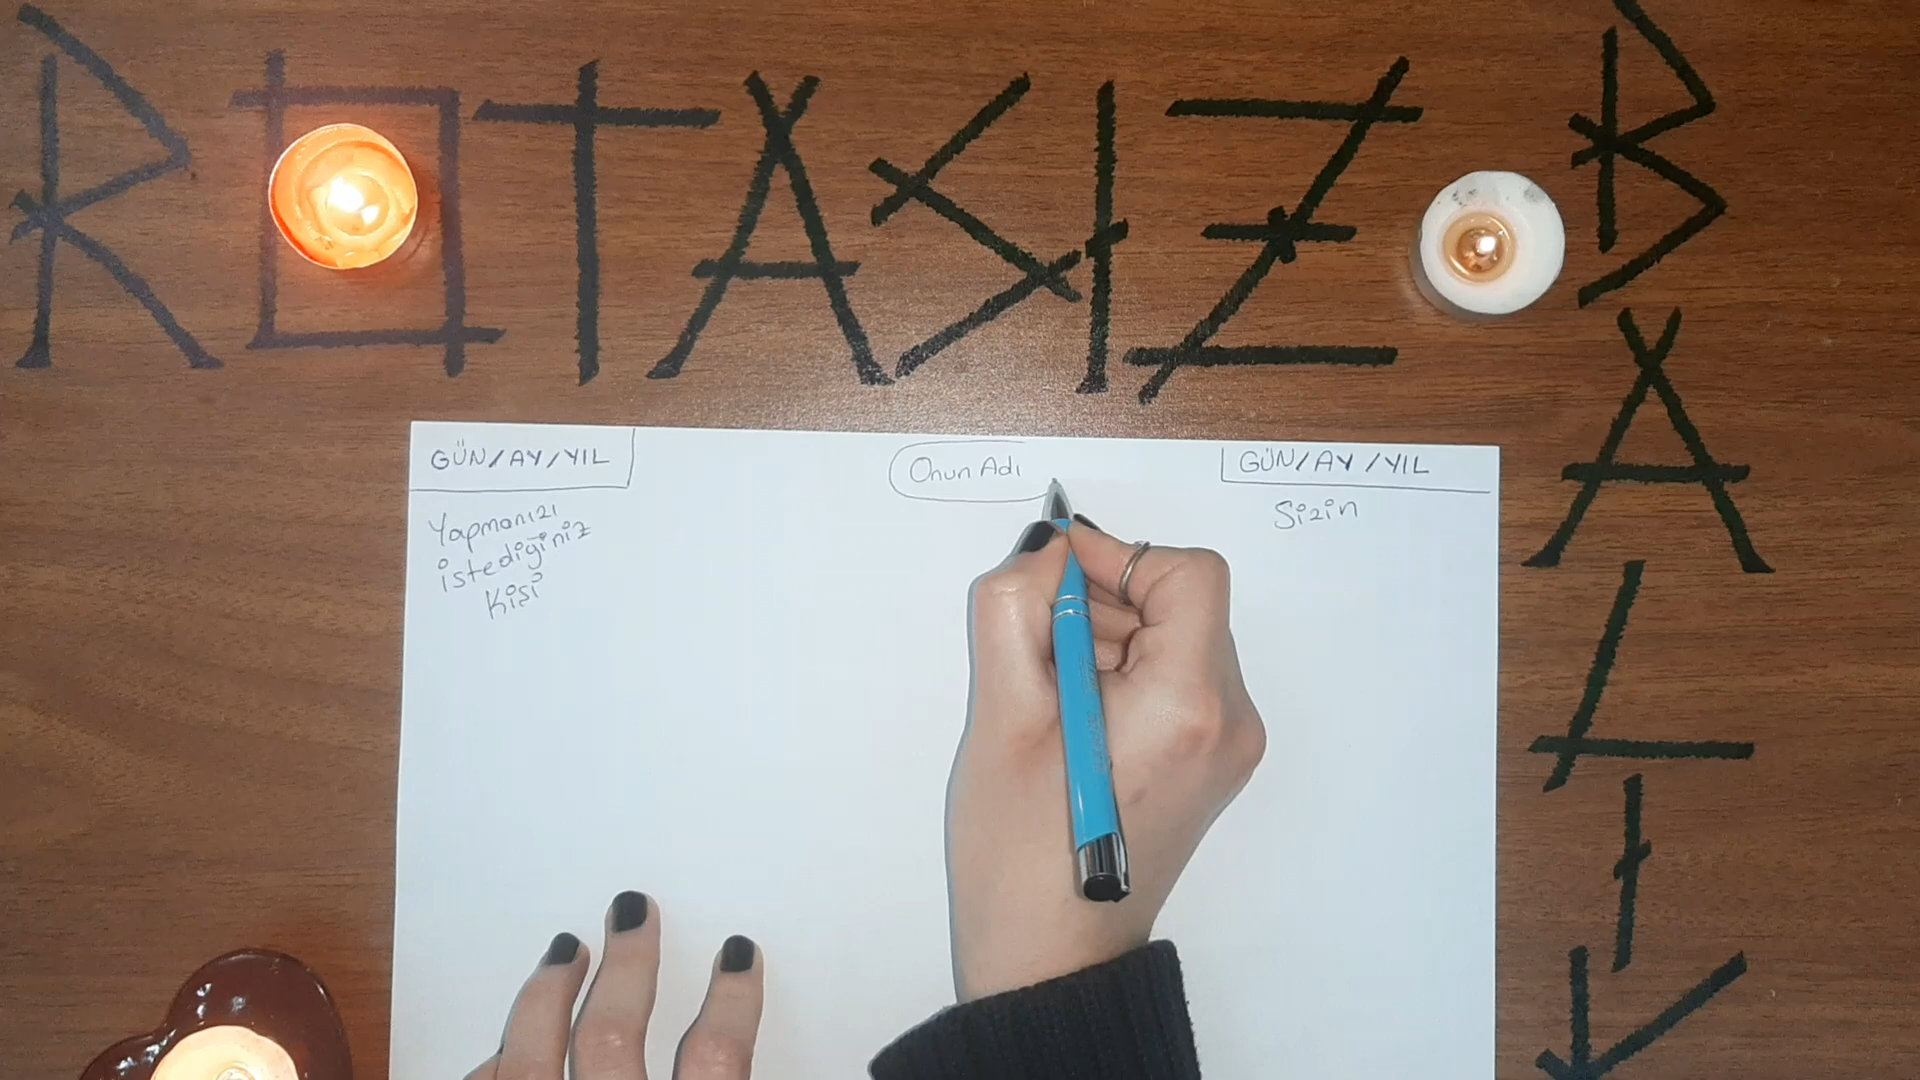 ROTASIZ
BALIK
GÜN/AY/YIL
Onun Adı
GÜN/AY/YIL
Yapmanızı
istediğiniz
Kişi
Sizin